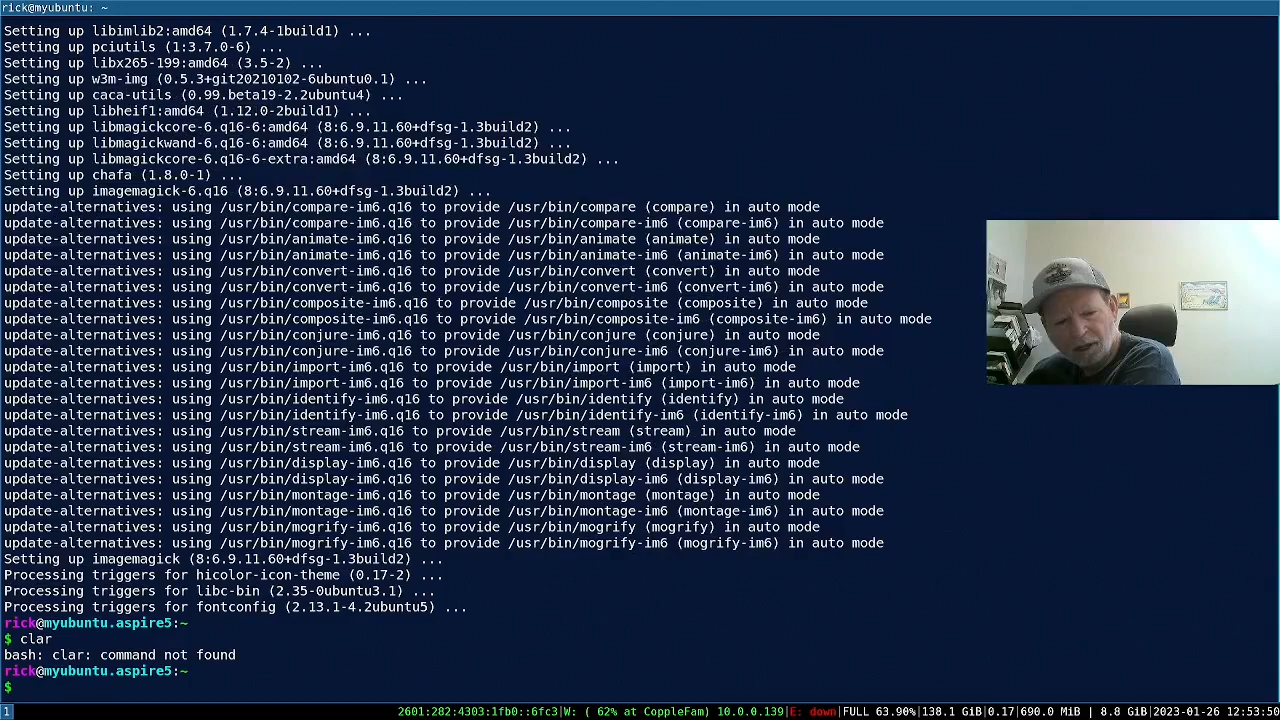 rick@myubuntu: ~
Setting up libimlib2:amd64 (1.7.4-1build1) ...
Setting up pciutils (1:3.7.0-6) ...
Setting up libx265-199:amd64 (3.5-2) ...
Setting up w3m-img (0.5.3+git20210102-6ubuntu0.1) ...
Setting up caca-utils (0.99.beta19-2.2ubuntu4) ...
Setting up libheif1:amd64 (1.12.0-2build1) ...
Setting up libmagickcore-6.q16-6:amd64 (8:6.9.11.60+dfsg-1.3build2) ...
Setting up libmagickwand-6.q16-6:amd64 (8:6.9.11.60+dfsg-1.3build2) ...
Setting up libmagickcore-6.q16-6-extra:amd64 (8:6.9.11.60+dfsg-1.3build2) ...
Setting up chafa (1.8.0-1) ...
Setting up imagemagick-6.q16 (8:6.9.11.60+dfsg-1.3build2) ...
update-alternatives: using /usr/bin/compare-im6.q16 to provide /usr/bin/compare (compare) in auto mode
update-alternatives: using /usr/bin/compare-im6.q16 to provide /usr/bin/compare-im6 (compare-im6) in auto mode
update-alternatives: using /usr/bin/animate-im6.q16 to provide /usr/bin/animate (animate) in auto mode
update-alternatives: using /usr/bin/animate-im6.q16 to provide /usr/bin/animate-im6 (animate-im6) in auto mode
update-alternatives: using /usr/bin/convert-im6.q16 to provide /usr/bin/convert (convert) in auto mode
update-alternatives: using /usr/bin/convert-im6.q16 to provide /usr/bin/convert-im6 (convert-im6) in auto mode
update-alternatives: using /usr/bin/composite-im6.q16 to provide /usr/bin/composite (composite) in auto mode
update-alternatives: using /usr/bin/composite-im6.q16 to provide /usr/bin/composite-im6 (composite-im6) in auto mode
update-alternatives: using /usr/bin/conjure-im6.q16 to provide /usr/bin/conjure (conjure) in auto mode
update-alternatives: using /usr/bin/conjure-im6.q16 to provide /usr/bin/conjure-im6 (conjure-im6) in auto mode
update-alternatives: using /usr/bin/import-im6.q16 to provide /usr/bin/import (import) in auto mode
update-alternatives: using /usr/bin/import-im6.q16 to provide /usr/bin/import-im6 (import-im6) in auto mode
update-alternatives: using /usr/bin/identify-im6.q16 to provide /usr/bin/identify (identify) in auto mode
update-alternatives: using /usr/bin/identify-im6.q16 to provide /usr/bin/identify-im6 (identify-im6) in auto mode
update-alternatives: using /usr/bin/stream-im6.q16 to provide /usr/bin/stream (stream) in auto mode
update-alternatives: using /usr/bin/stream-im6.q16 to provide /usr/bin/stream-im6 (stream-im6) in auto mode
update-alternatives: using /usr/bin/display-im6.q16 to provide /usr/bin/display (display) in auto mode
update-alternatives: using /usr/bin/display-im6.q16 to provide /usr/bin/display-im6 (display-im6) in auto mode
update-alternatives: using /usr/bin/montage-im6.q16 to provide /usr/bin/montage (montage) in auto mode
update-alternatives: using /usr/bin/montage-im6.q16 to provide /usr/bin/montage-im6 (montage-im6) in auto mode
update-alternatives: using /usr/bin/mogrify-im6.q16 to provide /usr/bin/mogrify (mogrify) in auto mode
update-alternatives: using /usr/bin/mogrify-im6.q16 to provide /usr/bin/mogrify-im6 (mogrify-im6) in auto mode
Setting up imagemagick (8:6.9.11.60+dfsg-1.3build2) ...
Processing triggers for hicolor-icon-theme (0.17-2) ...
Processing triggers for libc-bin (2.35-0ubuntu3.1) ...
Processing triggers for fontconfig (2.13.1-4.2ubuntu5) ...
rick@myubuntu.aspire5:~
$ clar
bash: clar: command not found
rick@myubuntu.aspire5:~
$
1 2601:282:4303:1fb0::6fc3|W: ( 62% at CoppleFam) 10.0.0.139|E: down|FULL 63.90%|138.1 GiB|0.17|690.0 MiB | 8.8 GiB|2023-01-26 12:53:50